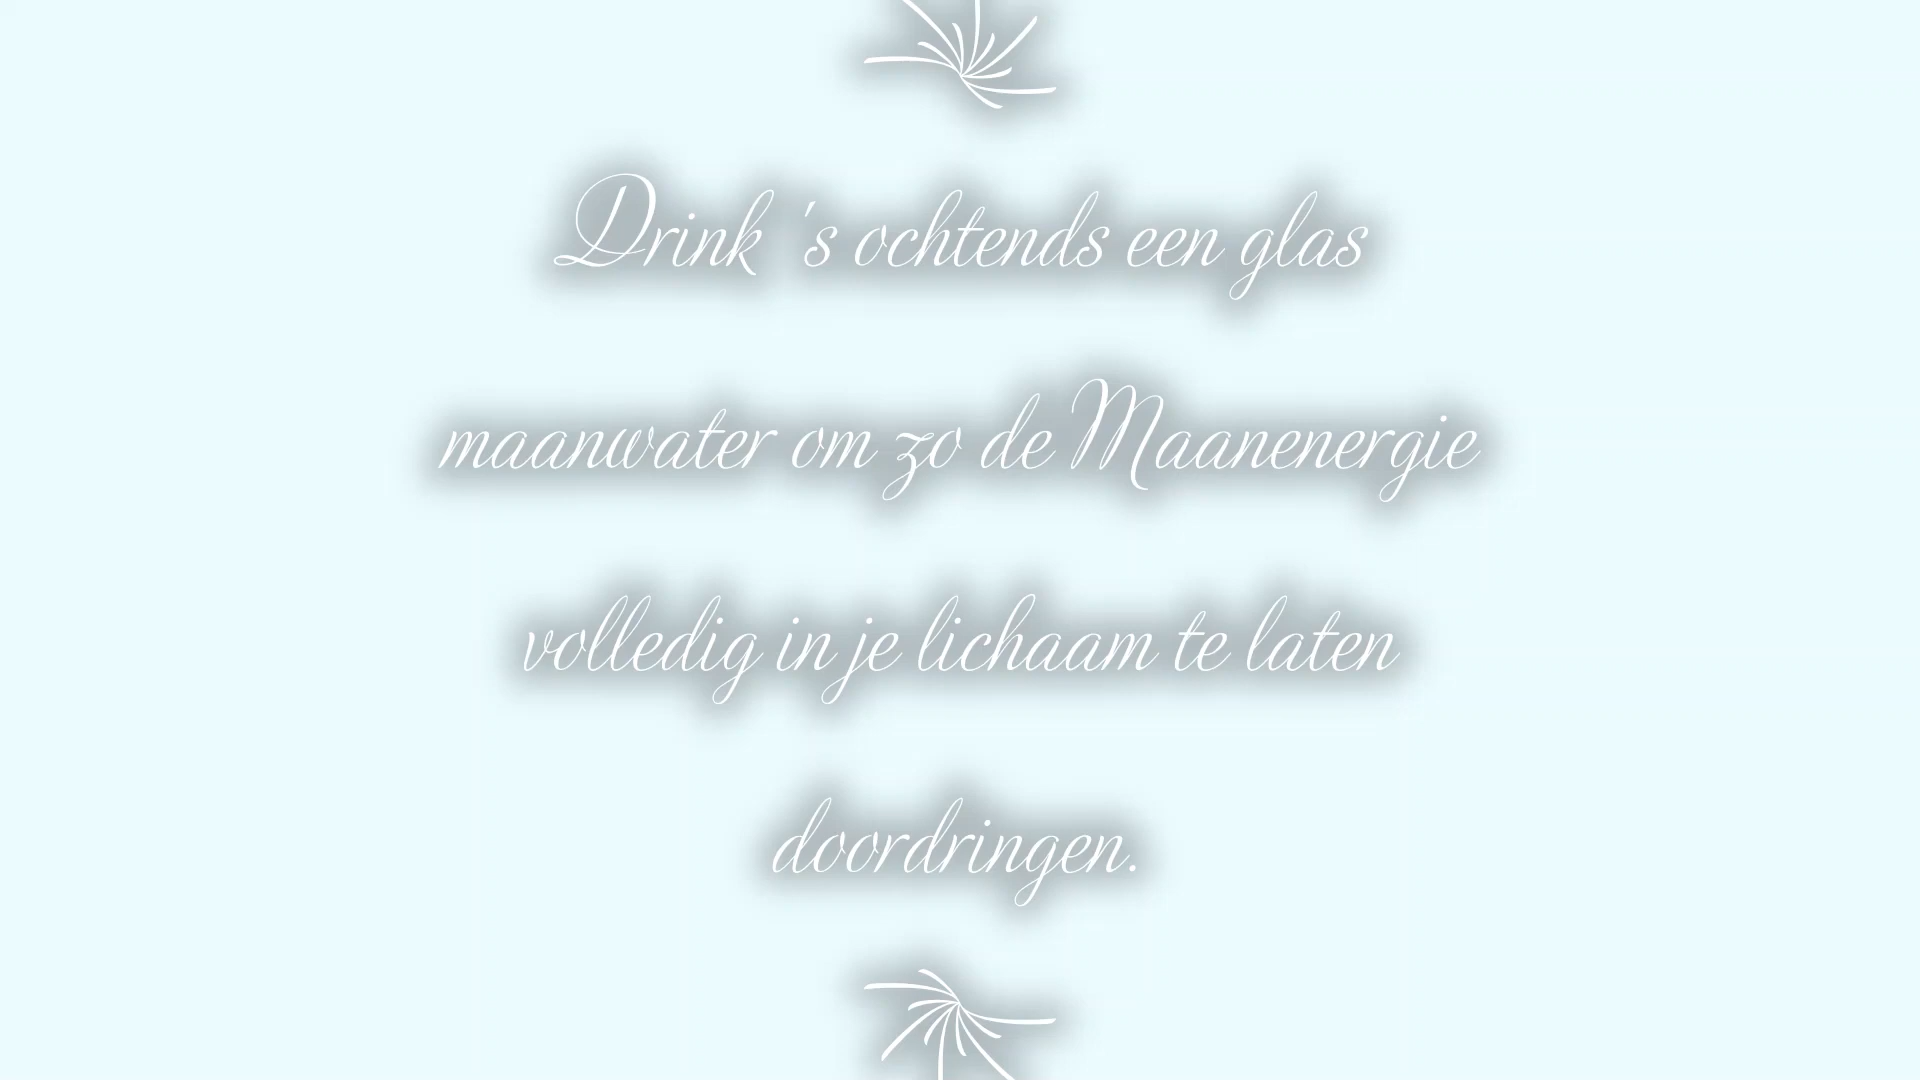 Drink 's ochtends een glas
maanwater om zo de Maanenergie
volledig in je lichaam te laten
doordringen.